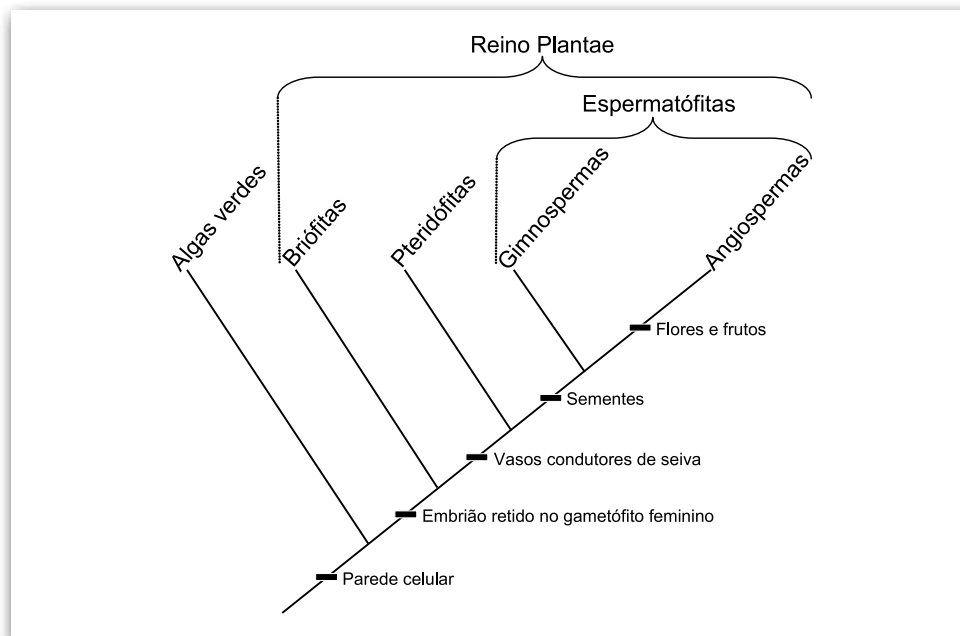 Reino Plantae
Espermatófitas
Algas verdes
Briófitas
Pteridófitas
Gimnospermas
Angiospermas
Flores e frutos
Sementes
Vasos condutores de seiva
Embrião retido no gametófito feminino
Parede celular